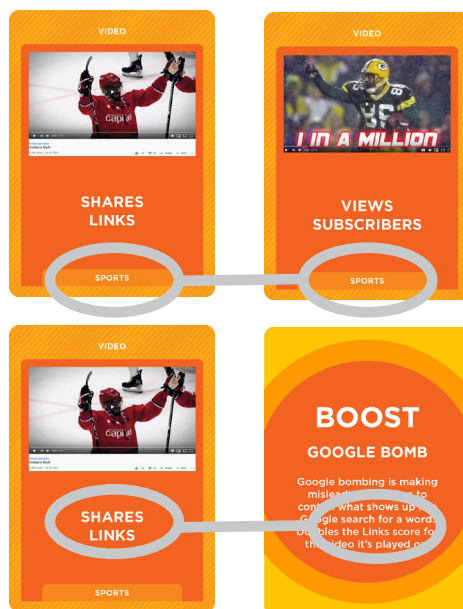 VIDEO
SHARES
LINKS
SPORTS
VIDEO
1 IN A MILLION
VIEWS
SUBSCRIBERS
SPORTS
VIDEO
SHARES
LINKS
SPORTS
BOOST
GOOGLE BOMB
Google bombing is making
misleading to
control what shows up
Google search for a word.
Doubles the Links score for
the video it's played